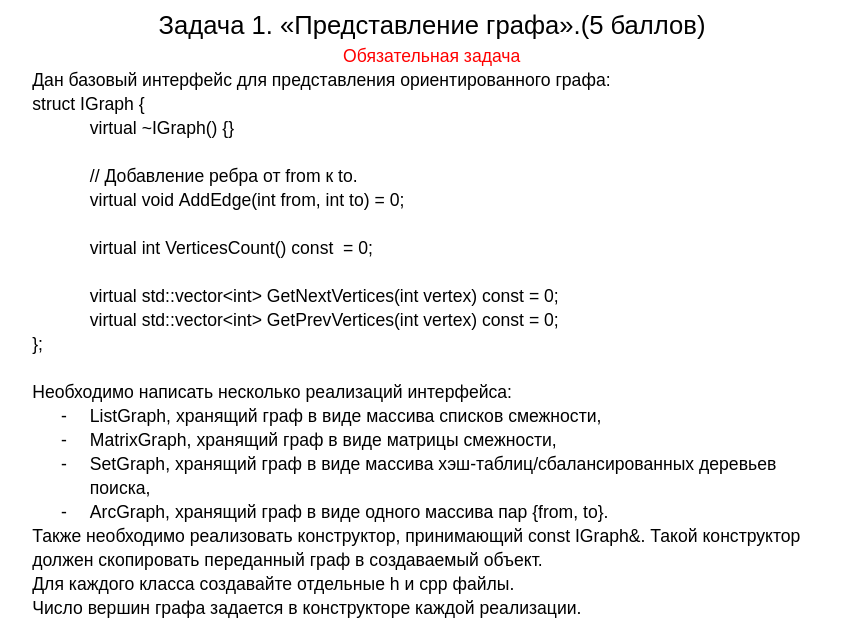 Задача 1. «Представление графа».(5 баллов)
Обязательная задача
Дан базовый интерфейс для представления ориентированного графа:
struct IGraph {
virtual ~IGraph() {}
// Добавление ребра от from к to.
virtual void AddEdge(int from, int to) = 0;
virtual int VerticesCount() const  = 0;
virtual std::vector<int> GetNextVertices(int vertex) const = 0;
virtual std::vector<int> GetPrevVertices(int vertex) const = 0;
};
Необходимо написать несколько реализаций интерфейса:
- ListGraph, хранящий граф в виде массива списков смежности,
- MatrixGraph, хранящий граф в виде матрицы смежности,
- SetGraph, хранящий граф в виде массива хэш-таблиц/сбалансированных деревьев
поиска,
- ArcGraph, хранящий граф в виде одного массива пар {from, to}.
Также необходимо реализовать конструктор, принимающий const IGraph&. Такой конструктор
должен скопировать переданный граф в создаваемый объект.
Для каждого класса создавайте отдельные h и cpp файлы.
Число вершин графа задается в конструкторе каждой реализации.